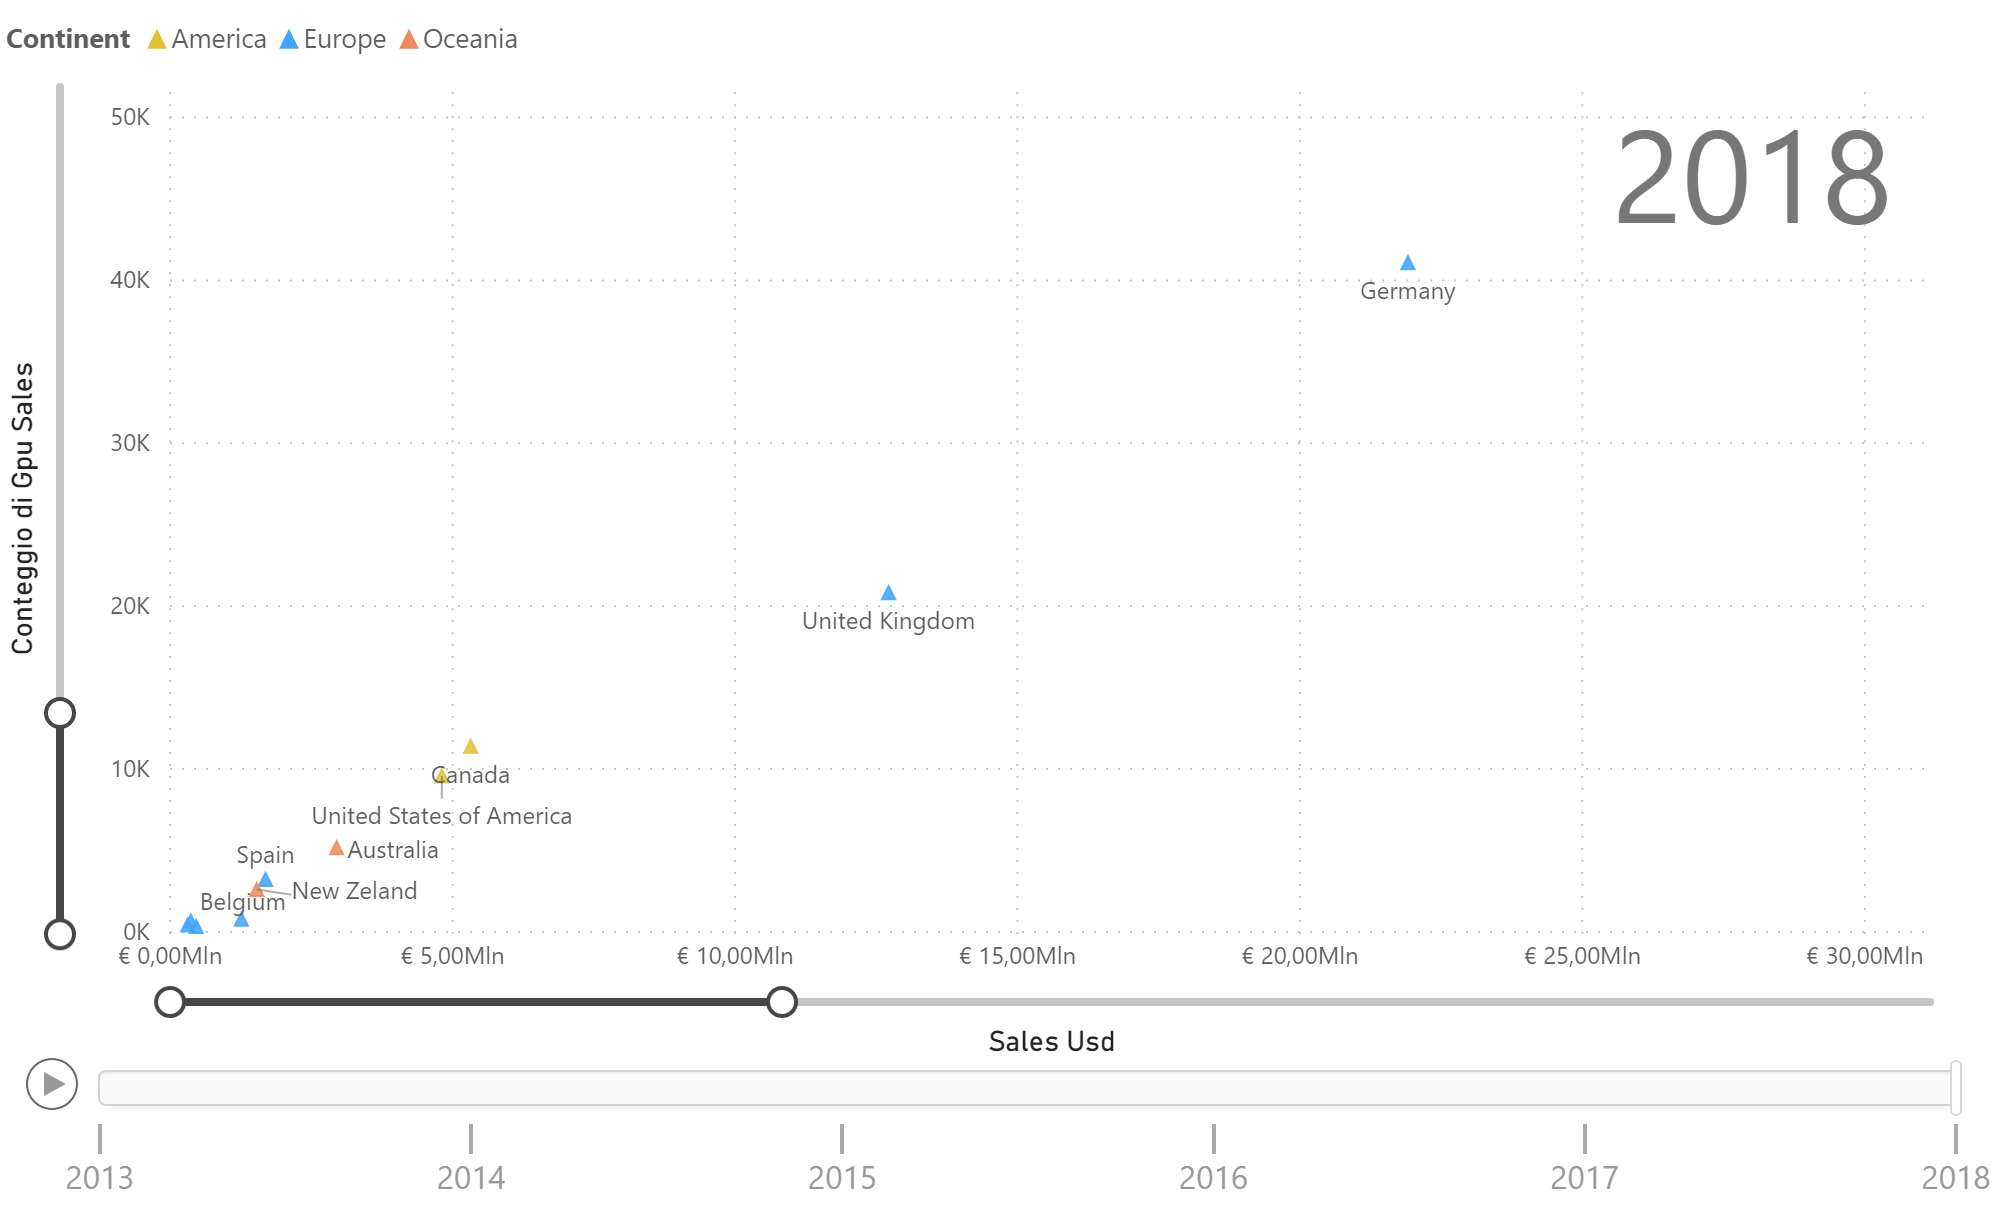 Continent America Europe Oceania
50K
2018
40K
Germany
30K
Conteggio di Gpu Sales
20K
United Kingdom
10K
Canada
United States of America
Australia
Spain
New Zeland
Belgium
0K
€ 0,00Mln € 5,00Mln € 10,00Mln € 15,00Mln € 20,00Mln € 25,00Mln € 30,00Mln
Sales Usd
2013 2014 2015 2016 2017 2018